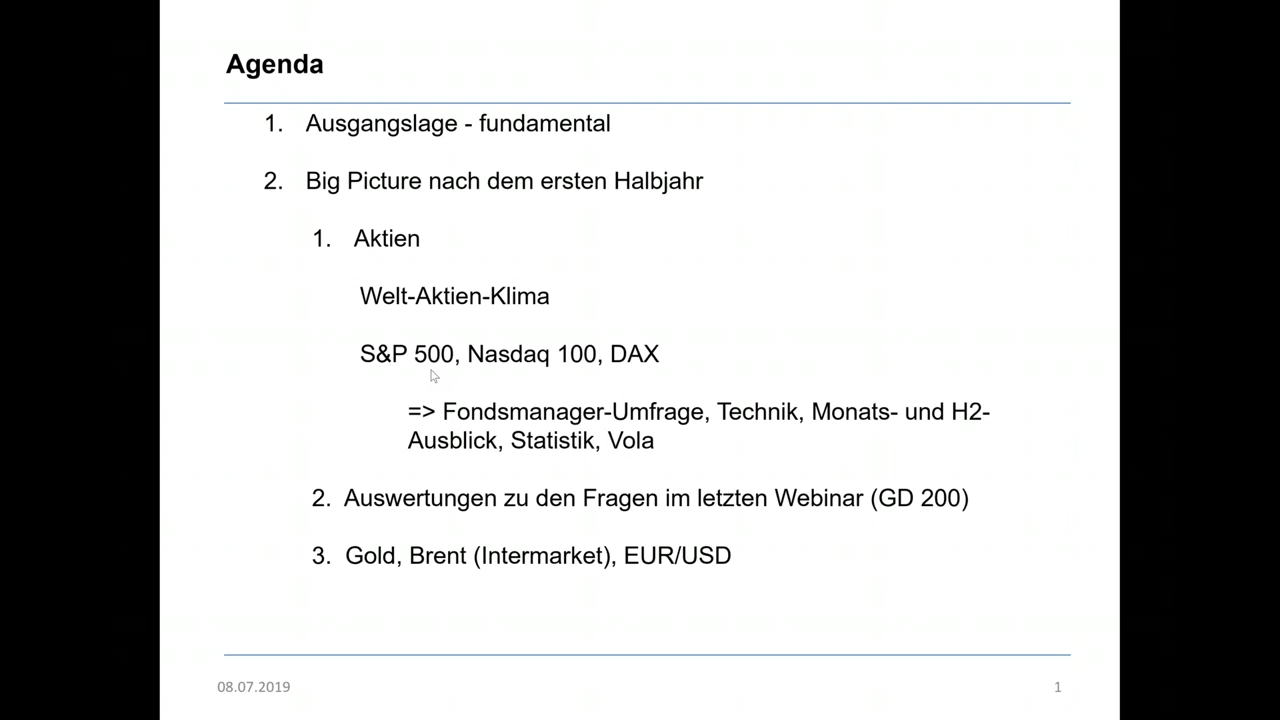 Agenda
1. Ausgangslage - fundamental
2. Big Picture nach dem ersten Halbjahr
1. Aktien
Welt-Aktien-Klima
S&P 500, Nasdaq 100, DAX
=> Fondsmanager-Umfrage, Technik, Monats- und H2-
Ausblick, Statistik, Vola
2. Auswertungen zu den Fragen im letzten Webinar (GD 200)
3. Gold, Brent (Intermarket), EUR/USD
08.07.2019
1